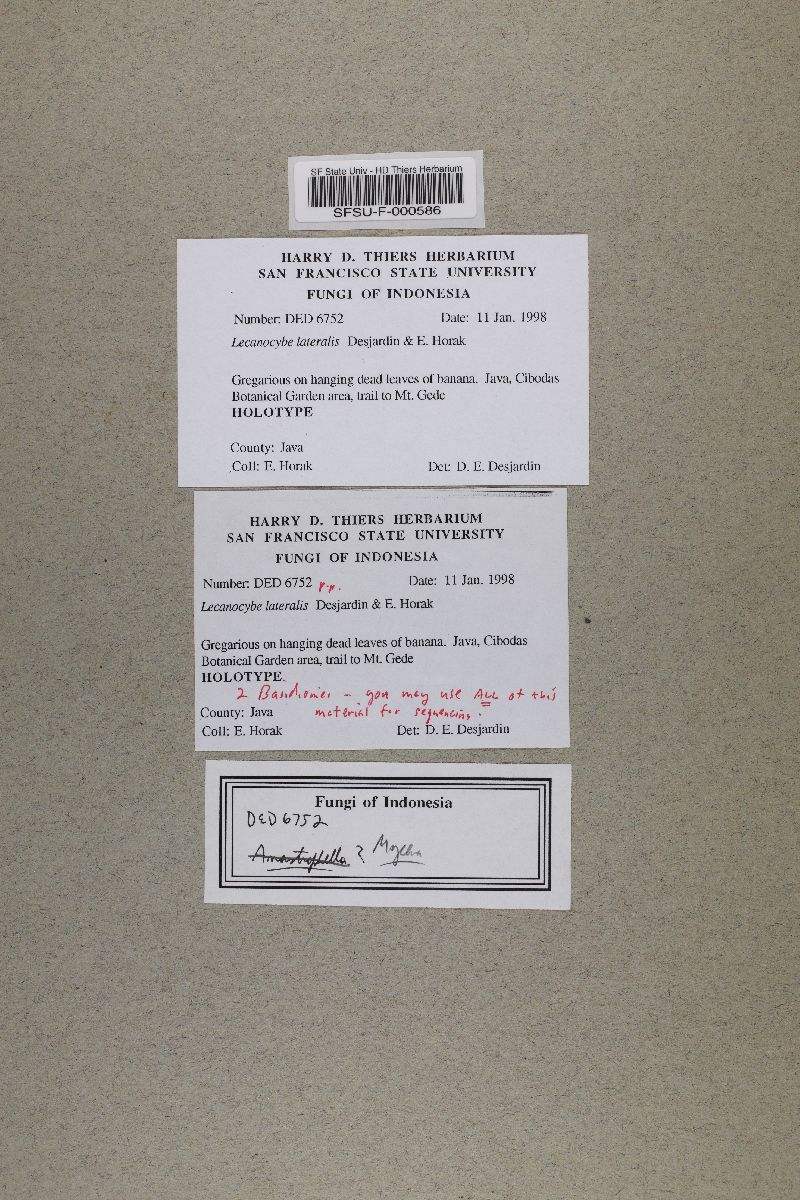 SF State Univ - HD Thiers Herbarium
SFSU-F-000586
HARRY D. THIERS HERBARIUM
SAN FRANCISCO STATE UNIVERSITY
FUNGI OF INDONESIA
Number: DED 6752 Date: 11 Jan. 1998
Lecanocybe lateralis Desjardin & E. Horak
Gregarious on hanging dead leaves of banana. Java, Cibodas
Botanical Garden area, trail to Mt. Gede
HOLOTYPE
County: Java
Coll: E. Horak Det: D. E. Desjardin
HARRY D. THIERS HERBARIUM
SAN FRANCISCO STATE UNIVERSITY
FUNGI OF INDONESIA
Number: DED 6752 p.p. Date: 11 Jan. 1998
Lecanocybe lateralis Desjardin & E. Horak
Gregarious on hanging dead leaves of banana. Java, Cibodas
Botanical Garden area, trail to Mt. Gede
HOLOTYPE.
2 Basidiomes - you may use ALL of this
County: Java material for sequencing.
Coll: E. Horak Det: D. E. Desjardin
Fungi of Indonesia
DED 6752
Amastrophella ?